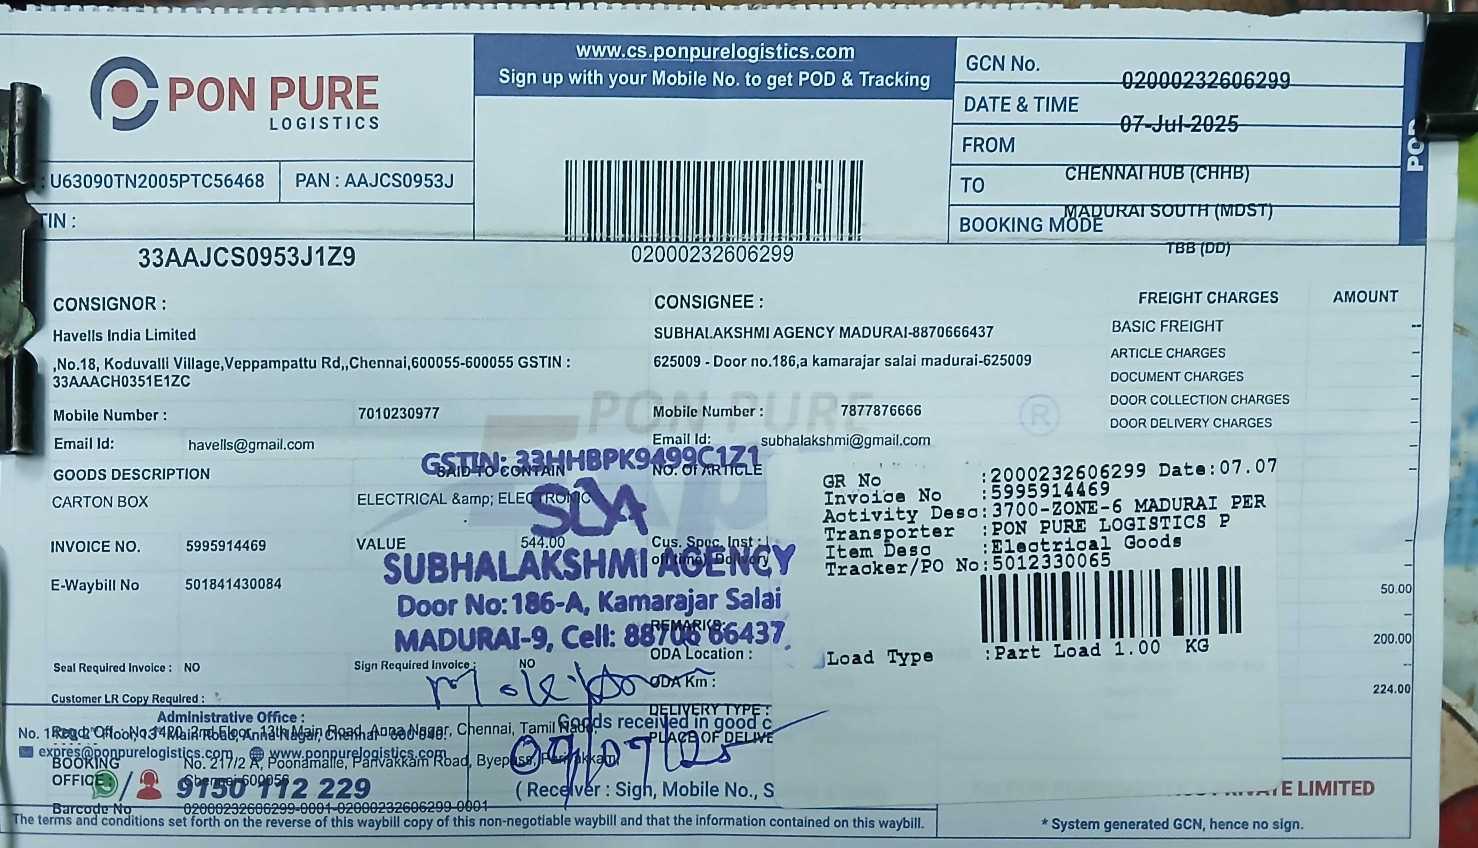 PON PURE
LOGISTICS
www.cs.ponpurelogistics.com
Sign up with your Mobile No. to get POD & Tracking
GCN No.
02000232606299
DATE & TIME
07-Jul-2025
FROM
CHENNAI HUB (CHHB)
TO
MADURAI SOUTH (MDST)
BOOKING MODE
TBB (DD)
POD
: U63090TN2005PTC56468
PAN : AAJCS0953J
TIN :
33AAJCS0953J1Z9
02000232606299
CONSIGNOR :
Havells India Limited
,No.18, Koduvalli Village,Veppampattu Rd,,Chennai,600055-600055 GSTIN :
33AAACH0351E1ZC
Mobile Number : 7010230977
Email Id: havells@gmail.com
CONSIGNEE :
SUBHALAKSHMI AGENCY MADURAI-8870666437
625009 - Door no.186,a kamarajar salai madurai-625009
Mobile Number : 7877876666
Email Id: subhalakshmi@gmail.com
FREIGHT CHARGES AMOUNT
BASIC FREIGHT --
ARTICLE CHARGES --
DOCUMENT CHARGES --
DOOR COLLECTION CHARGES --
DOOR DELIVERY CHARGES --
PON PURE
®
GOODS DESCRIPTION
SAID TO CONTAIN
NO. OF ARTICLE
CARTON BOX
ELECTRICAL &amp; ELECTRONIC
INVOICE NO. 5995914469
VALUE 544.00
Cus. Spec. Inst :
E-Waybill No 501841430084
REMARKS:
ODA Location :
ODA Km :
DELIVERY TYPE :
PLACE OF DELIVE
Seal Required Invoice : NO
Sign Required Invoice : NO
Customer LR Copy Required :
50.00
200.00
224.00
GSTIN: 33HHBPK9499C1Z1
SLA
SUBHALAKSHMI AGENCY
Door No: 186-A, Kamarajar Salai
MADURAI-9, Cell: 88706 66437
09/07/25
GR No :2000232606299 Date:07.07
Invoice No :5995914469
Activity Desc:3700-ZONE-6 MADURAI PER
Transporter :PON PURE LOGISTICS P
Item Desc :Electrical Goods
Tracker/PO No:5012330065
Load Type :Part Load 1.00 KG
Administrative Office :
expres@ponpurelogistics.com www.ponpurelogistics.com
BOOKING OFFICE
No. 217/2 A, Poonamalle, Parivakkam Road, Byepass, Parivakkam,
Chennai 600056
9150 112 229
Barcode No 02000232606299-0001-02000232606299-0001
Goods received in good c
( Receiver : Sign, Mobile No., S
LIMITED
The terms and conditions set forth on the reverse of this waybill copy of this non-negotiable waybill and that the information contained on this waybill.
* System generated GCN, hence no sign.